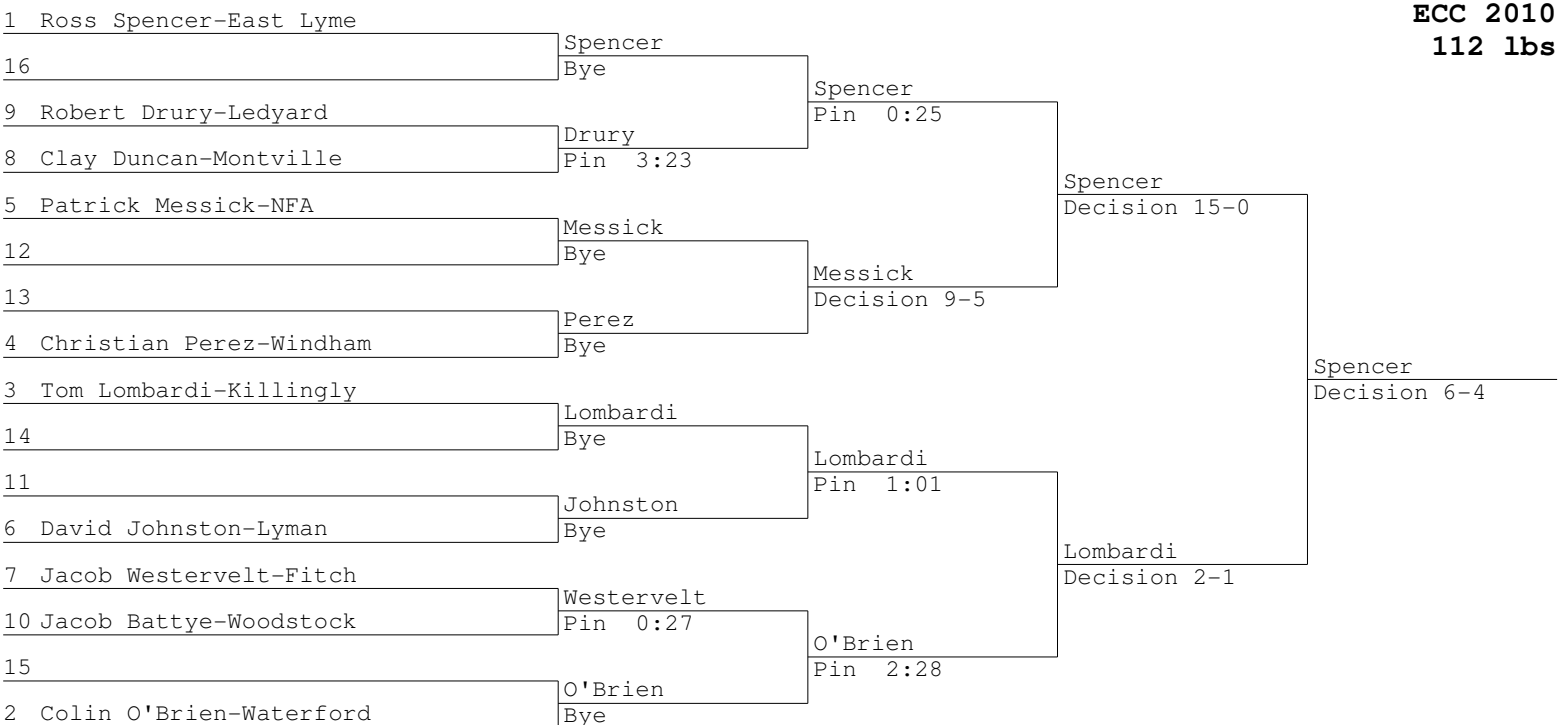 ECC 2010
112 lbs
1 Ross Spencer-East Lyme
16
Spencer
Bye
9 Robert Drury-Ledyard
8 Clay Duncan-Montville
Drury
Pin 3:23
Spencer
Pin 0:25
5 Patrick Messick-NFA
12
Messick
Bye
13
4 Christian Perez-Windham
Perez
Bye
Messick
Decision 9-5
Spencer
Decision 15-0
3 Tom Lombardi-Killingly
14
Lombardi
Bye
11
6 David Johnston-Lyman
Johnston
Bye
Lombardi
Pin 1:01
7 Jacob Westervelt-Fitch
10 Jacob Battye-Woodstock
Westervelt
Pin 0:27
15
2 Colin O'Brien-Waterford
O'Brien
Bye
O'Brien
Pin 2:28
Lombardi
Decision 2-1
Spencer
Decision 6-4